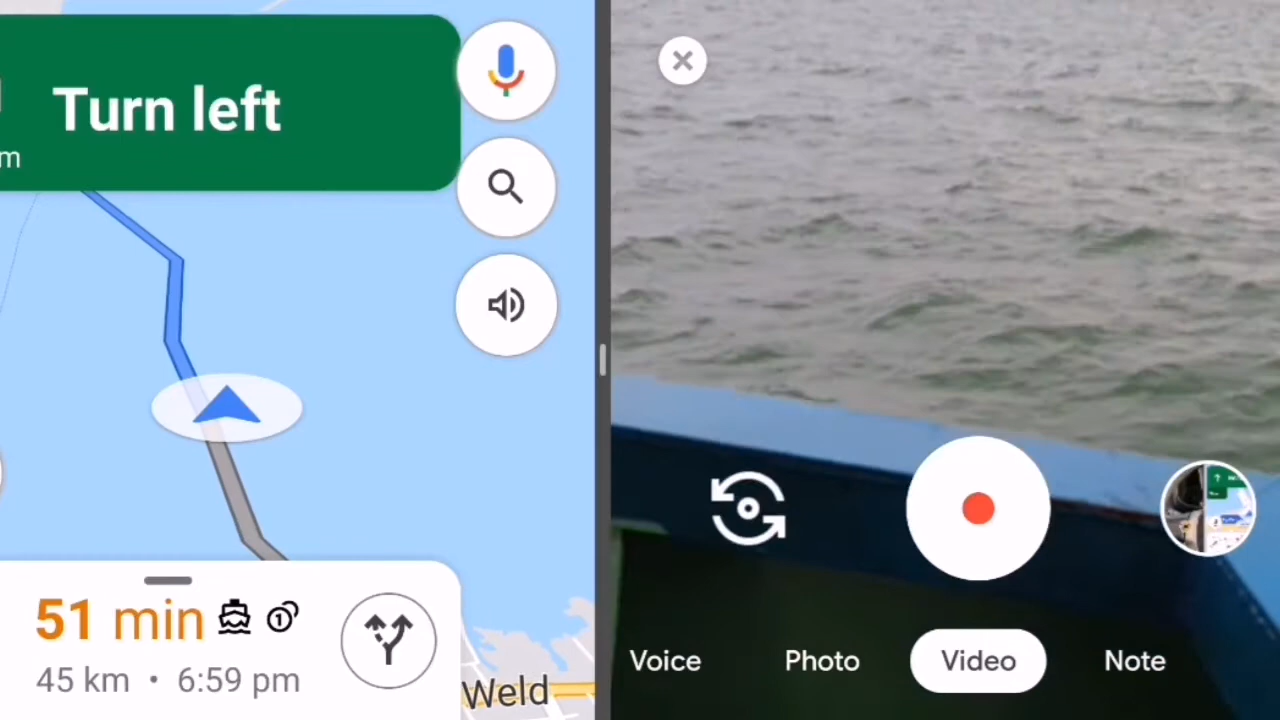 Turn left
m
51 min
45 km • 6:59 pm
Weld
Voice Photo Video Note